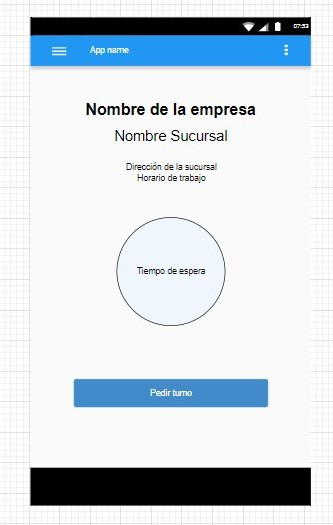 07:53
App name
Nombre de la empresa
Nombre Sucursal
Dirección de la sucursal
Horario de trabajo
Tiempo de espera
Pedir turno